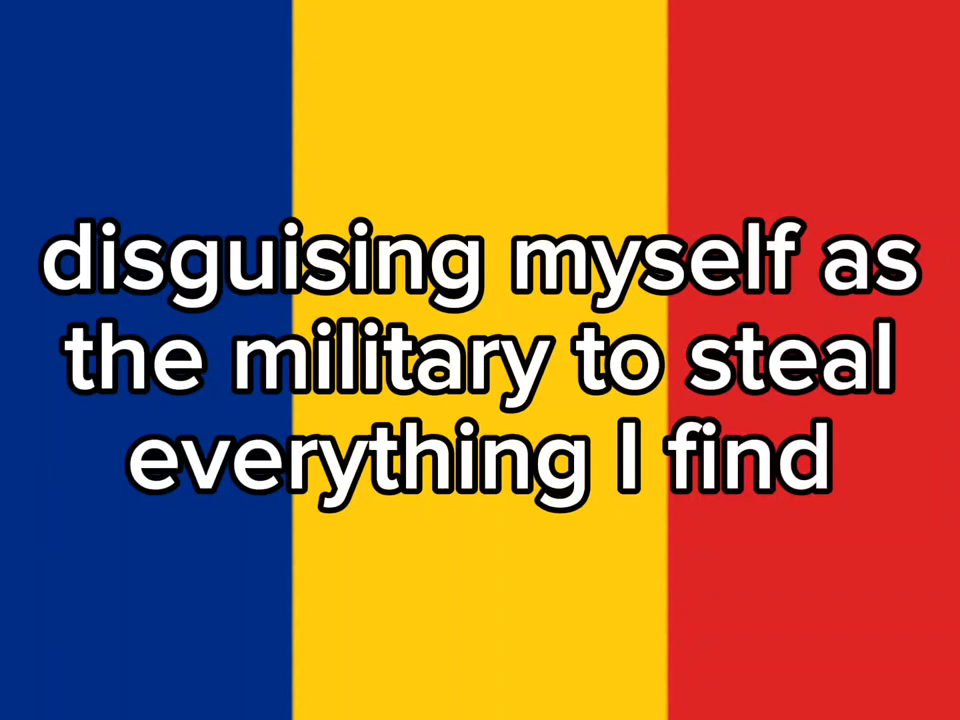 disguising myself as
the military to steal
everything I find